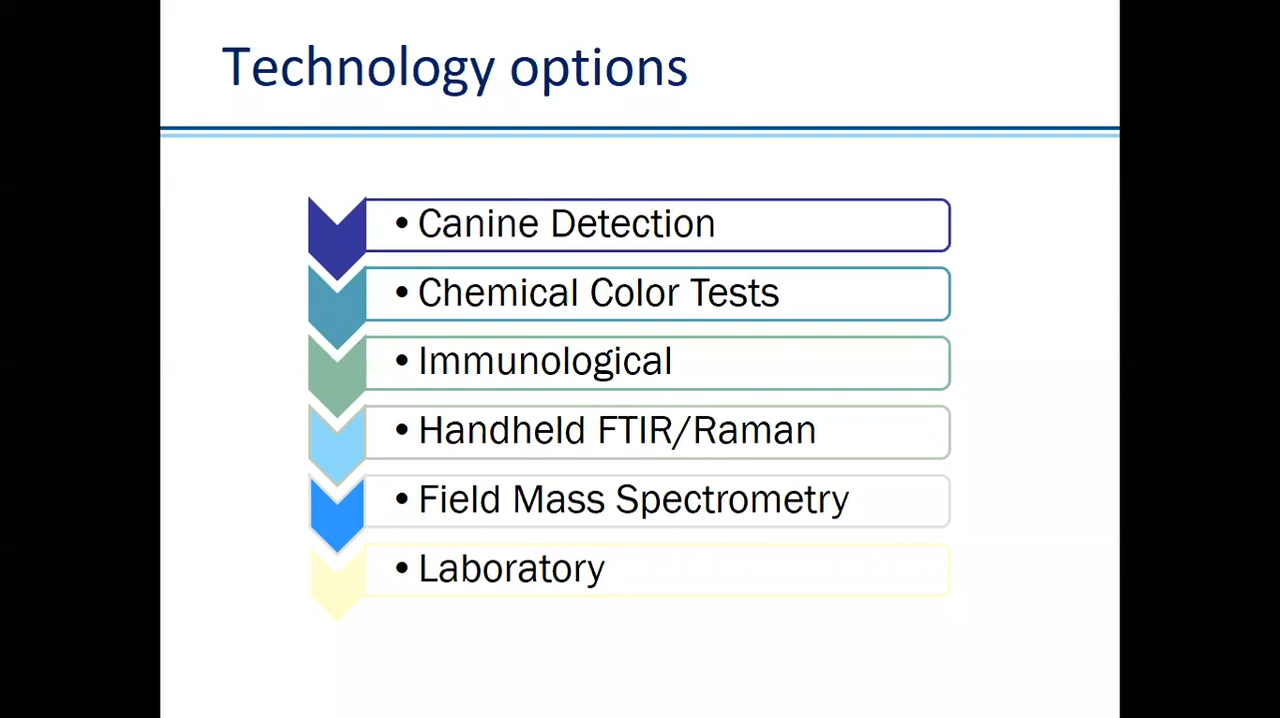 Technology options
• Canine Detection
• Chemical Color Tests
• Immunological
• Handheld FTIR/Raman
• Field Mass Spectrometry
• Laboratory